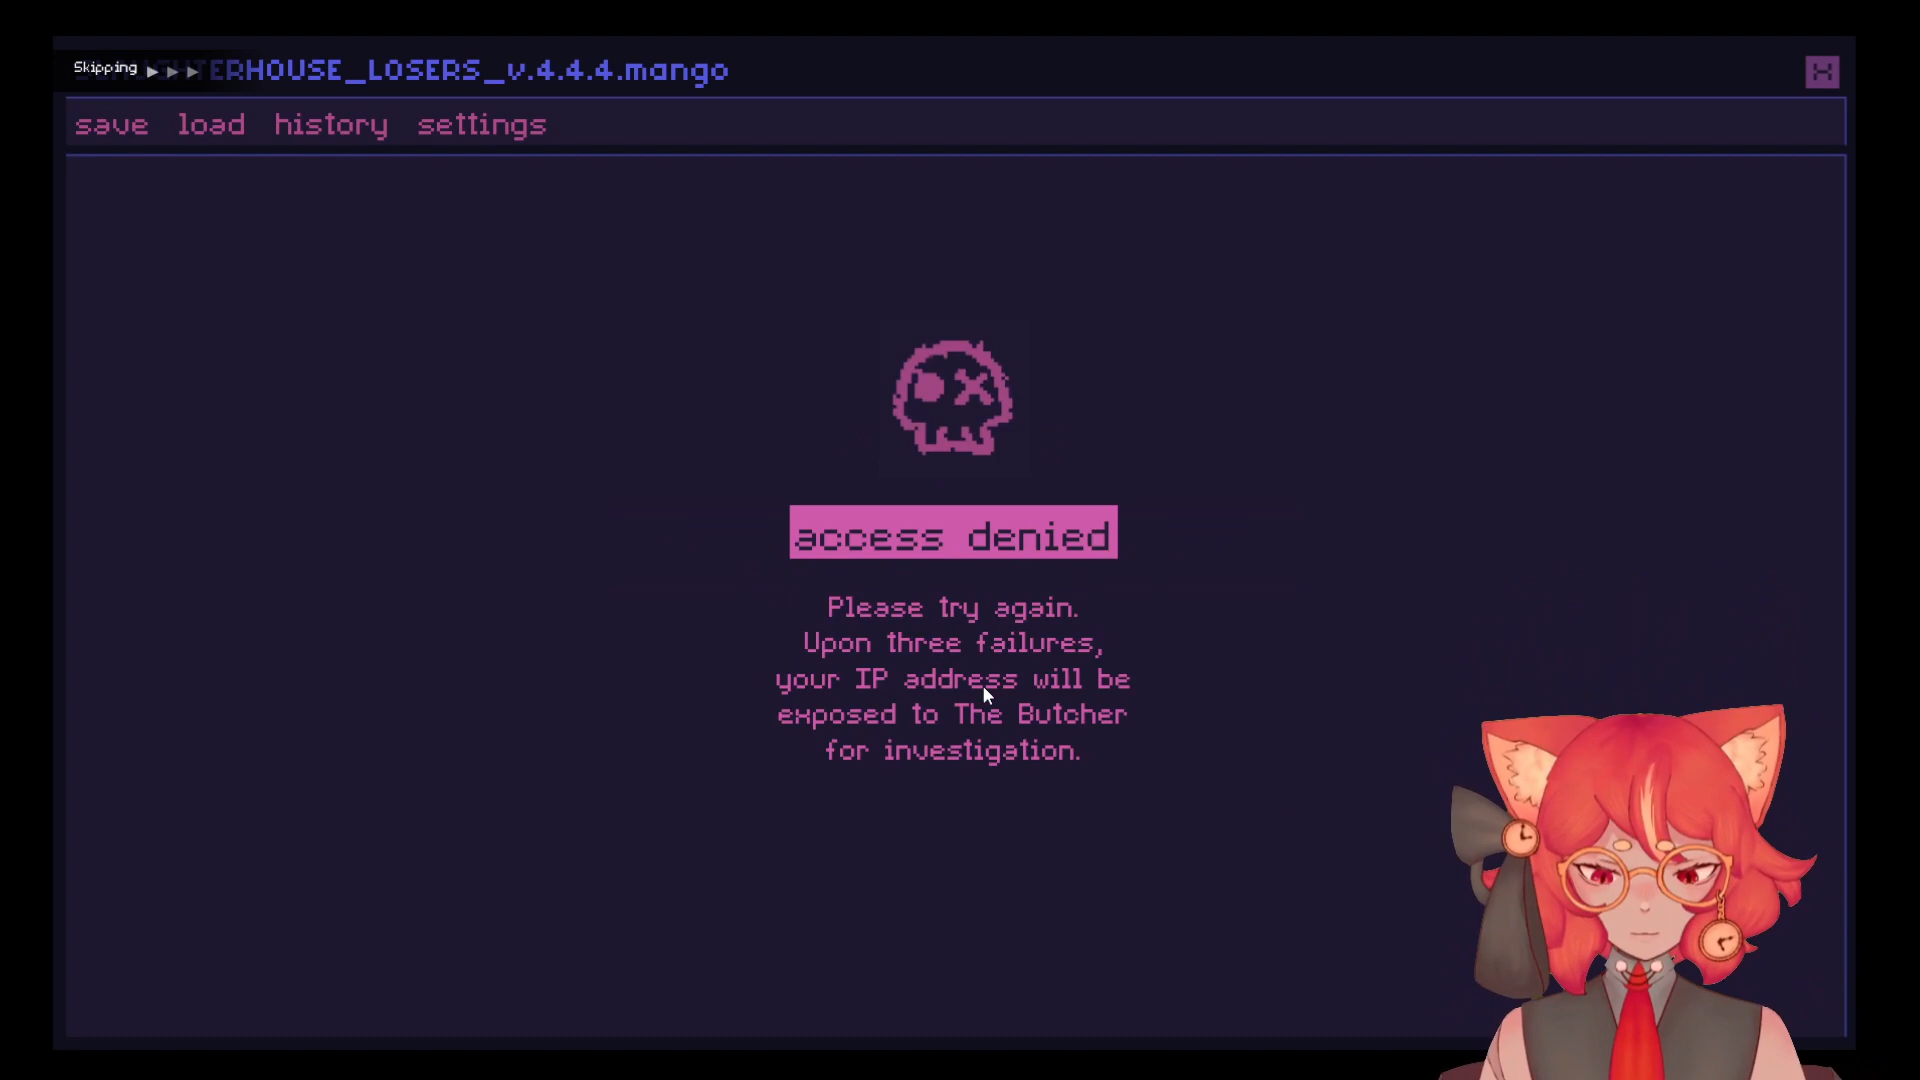 Skipping ▶ ▶ ▶
TERHOUSE_LOSERS_v.4.4.4.mango
save load history settings
access denied
Please try again.
Upon three failures,
your IP address will be
exposed to The Butcher
for investigation.